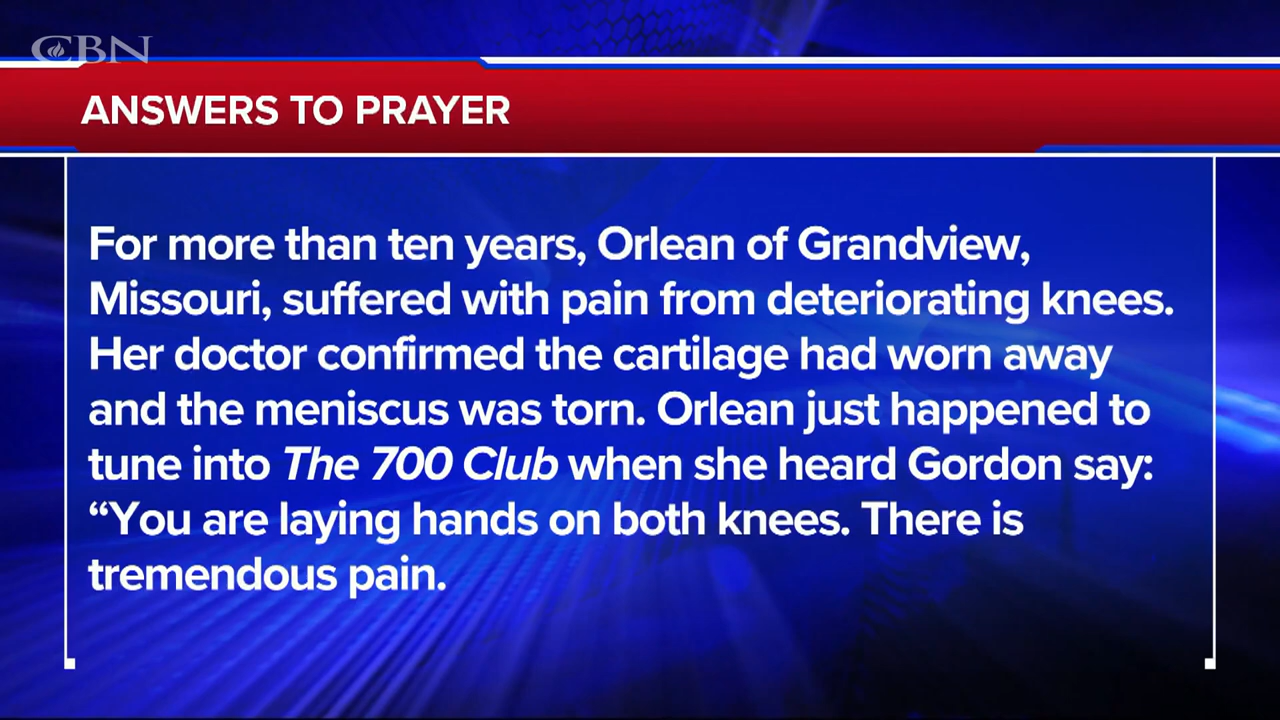 CBN
ANSWERS TO PRAYER
For more than ten years, Orlean of Grandview,
Missouri, suffered with pain from deteriorating knees.
Her doctor confirmed the cartilage had worn away
and the meniscus was torn. Orlean just happened to
tune into The 700 Club when she heard Gordon say:
“You are laying hands on both knees. There is
tremendous pain.